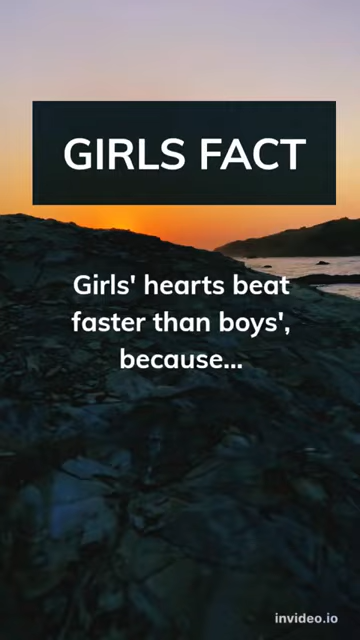 GIRLS FACT
Girls' hearts beat
faster than boys',
because...
invideo.io